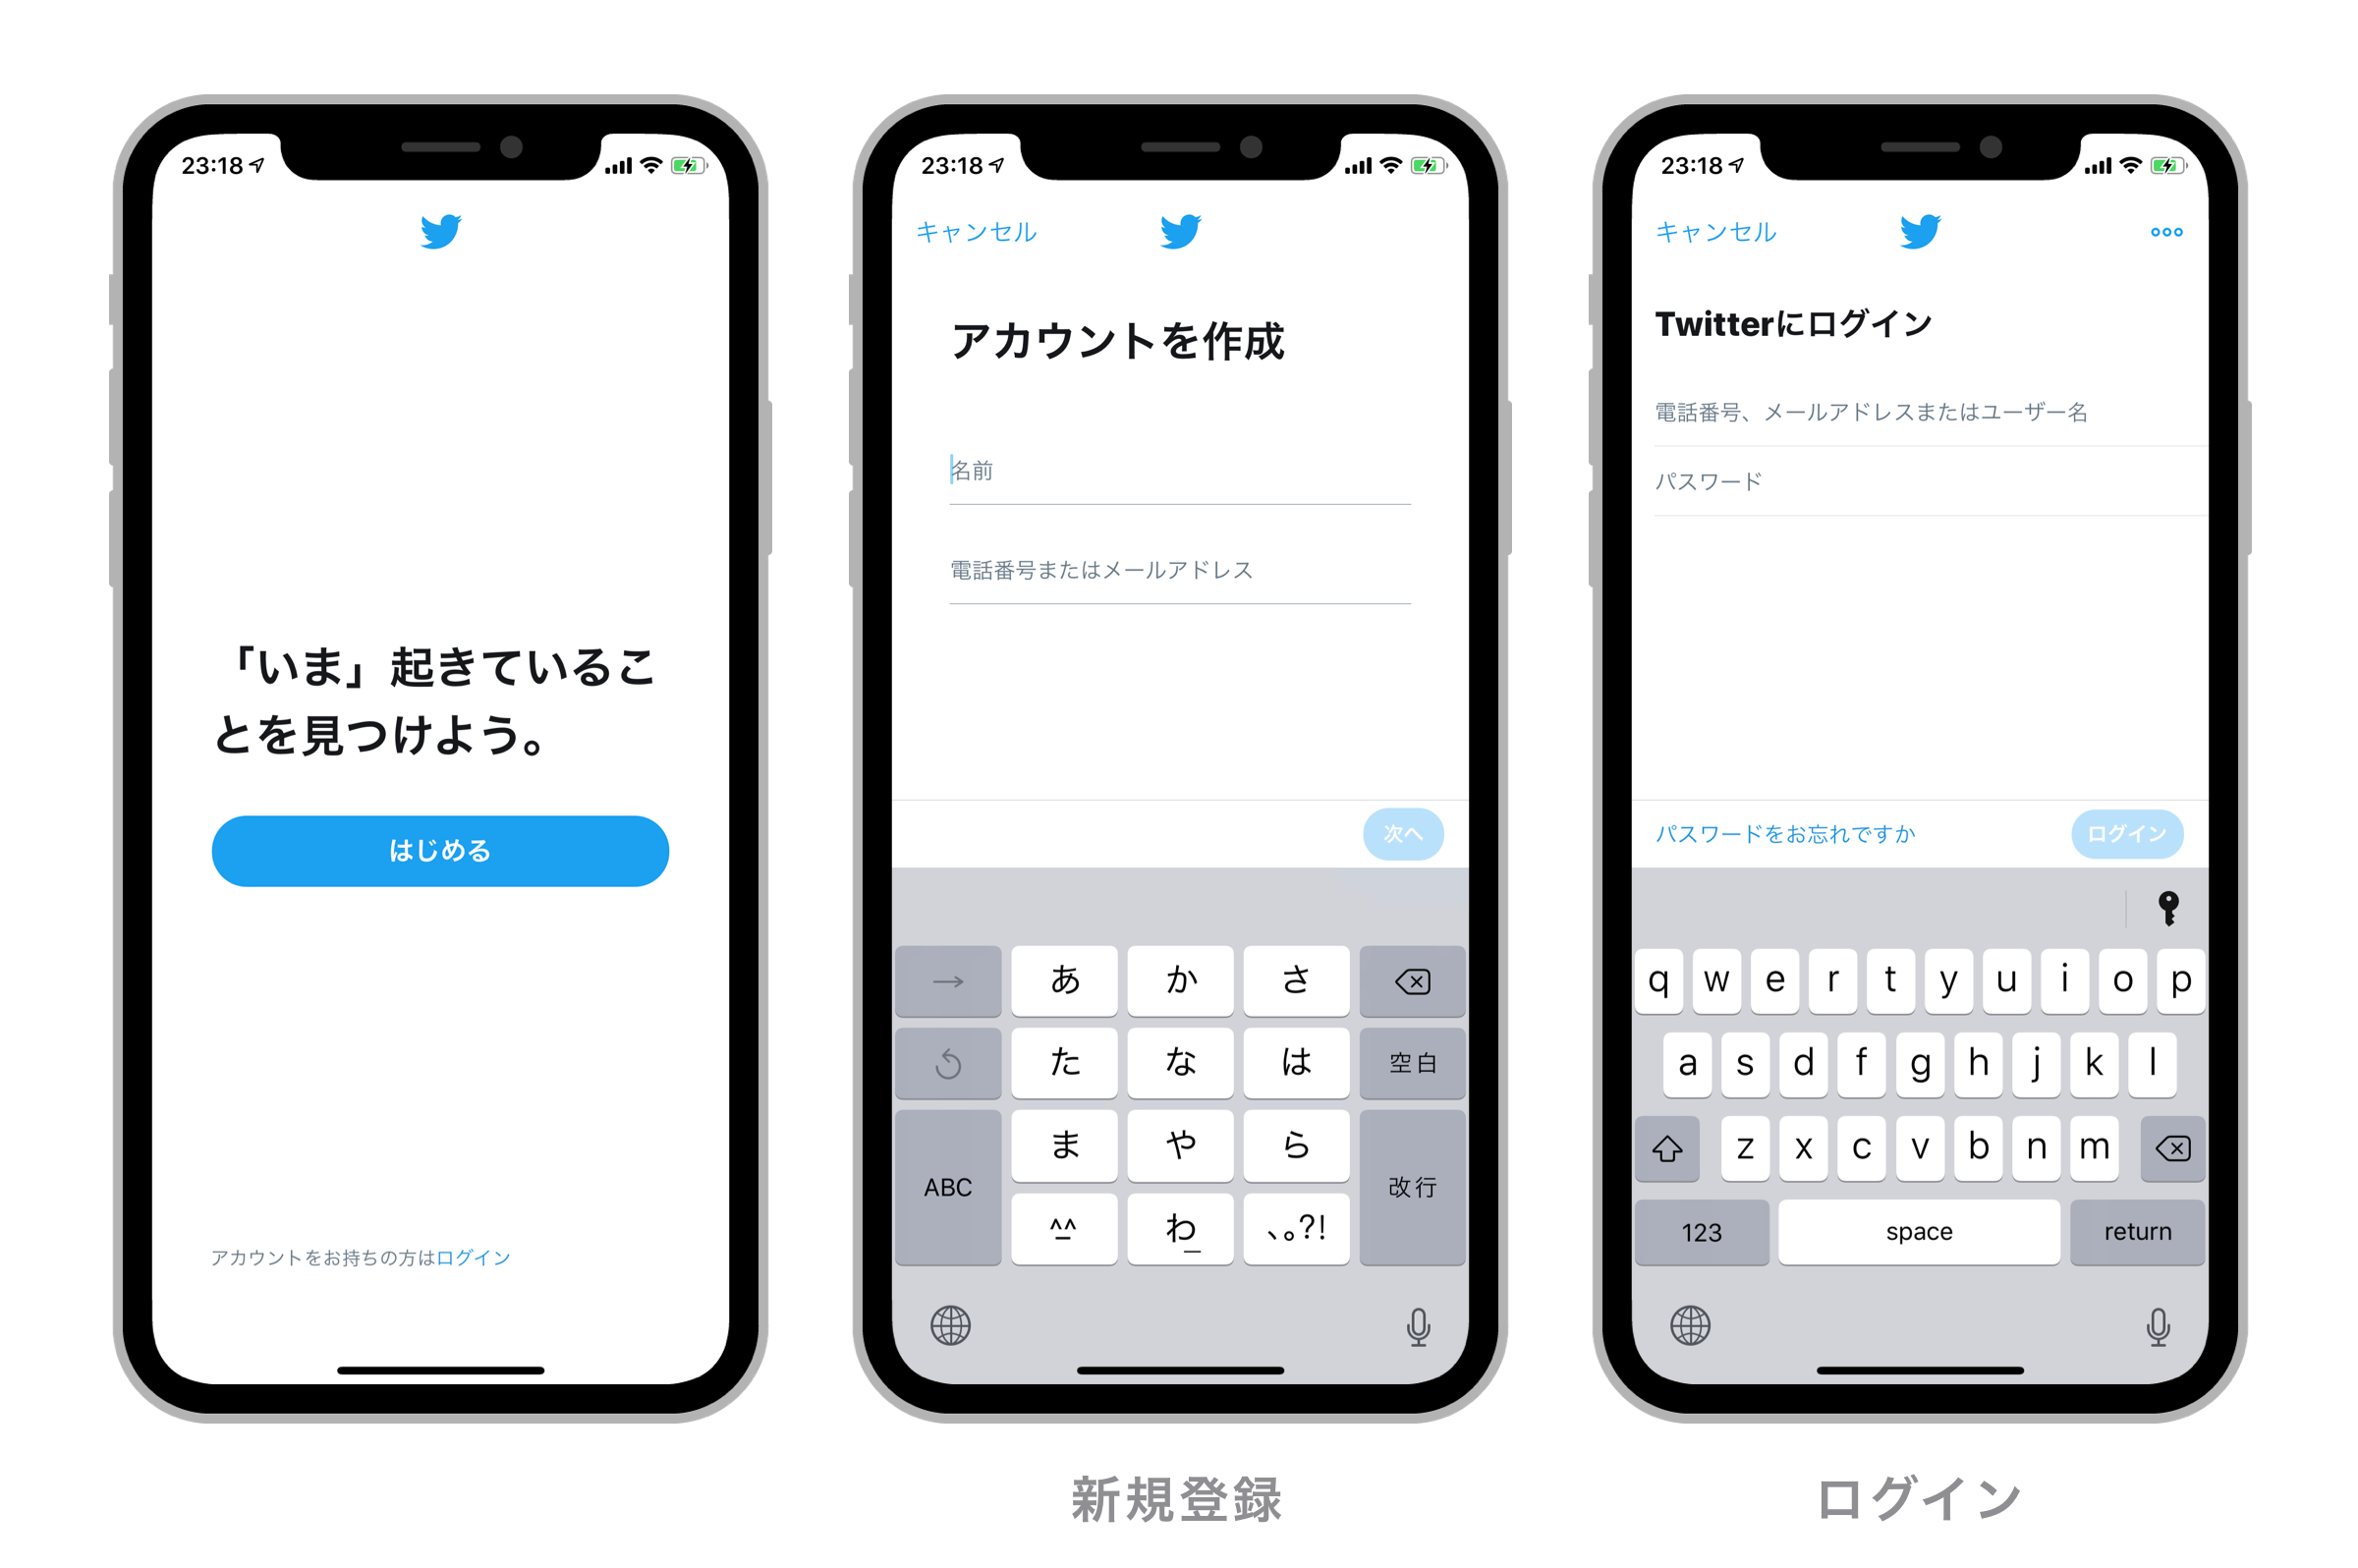 23:18
「いま」起きているこ
とを見つけよう。
はじめる
アカウントをお持ちの方はログイン
23:18
キャンセル
アカウントを作成
名前
電話番号またはメールアドレス
次へ
→ あ か さ
た な は 空白
ま や ら
ABC 改行
^^ わ 、。?!
新規登録
23:18
キャンセル
Twitterにログイン
電話番号、メールアドレスまたはユーザー名
パスワード
パスワードをお忘れですか ログイン
q w e r t y u i o p
a s d f g h j k l
z x c v b n m
123 space return
ログイン